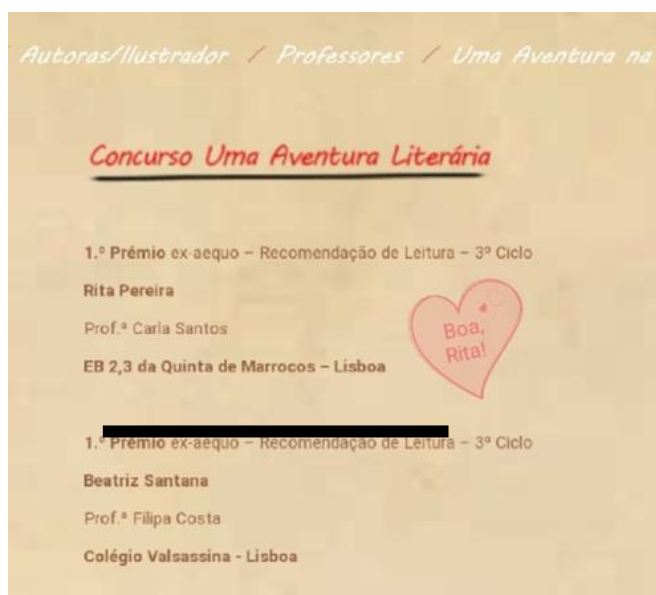 Autoras/Ilustrador / Professores / Uma Aventura na
Concurso Uma Aventura Literária
1.º Prémio ex-aequo – Recomendação de Leitura – 3º Ciclo
Rita Pereira
Prof.ª Carla Santos
EB 2,3 da Quinta de Marrocos – Lisboa
Boa,
Rita!
1.º Prémio ex-aequo – Recomendação de Leitura – 3º Ciclo
Beatriz Santana
Prof.ª Filipa Costa
Colégio Valsassina - Lisboa